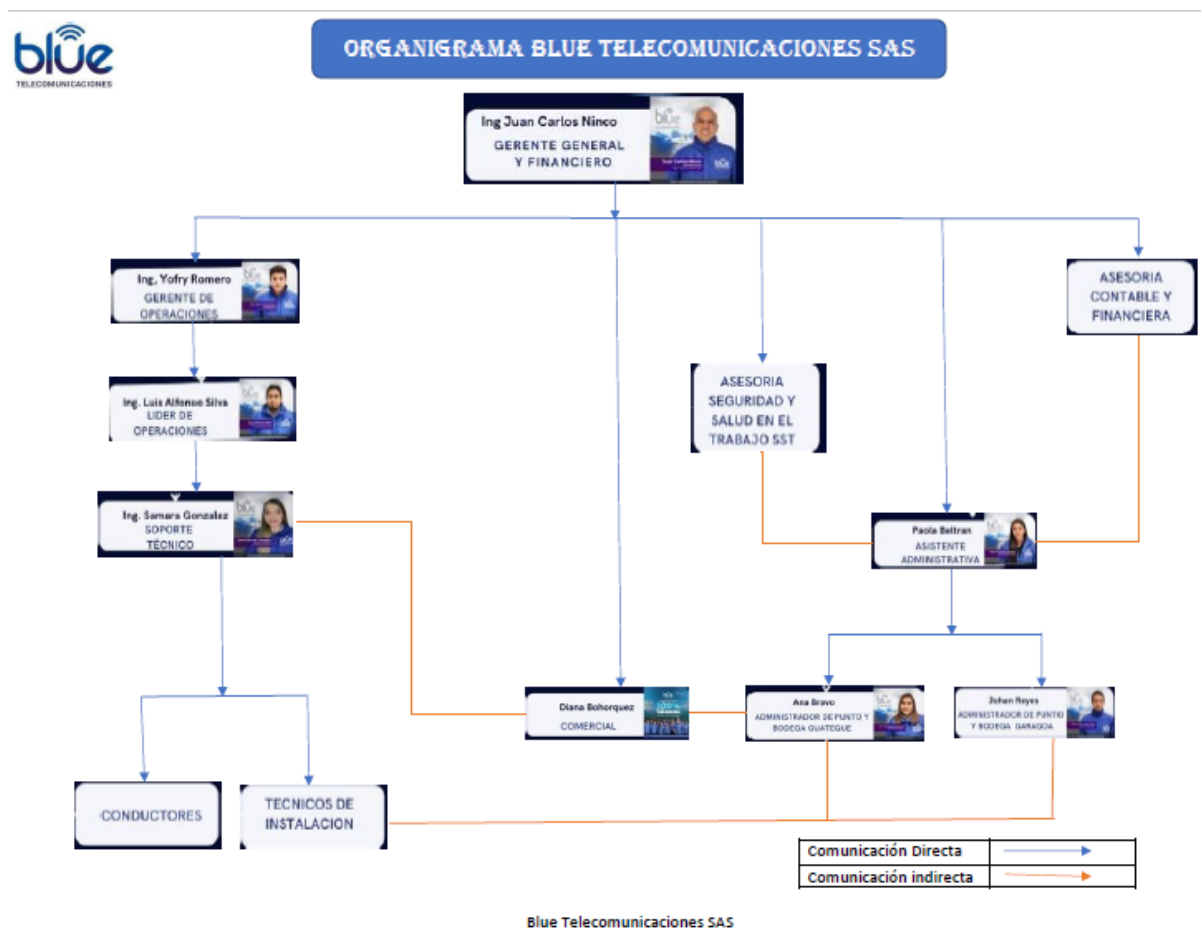 blue
TELECOMUNICACIONES
ORGANIGRAMA BLUE TELECOMUNICACIONES SAS
Ing Juan Carlos Ninco
GERENTE GENERAL
Y FINANCIERO
Ing, Yofry Romero
GERENTE DE
OPERACIONES
ASESORIA
CONTABLE Y
FINANCIERA
Ing. Luis Alfonso Silva
LIDER DE
OPERACIONES
ASESORIA
SEGURIDAD Y
SALUD EN EL
TRABAJO SST
Ing. Samara Gonzalez
SOPORTE
TÉCNICO
Paola Beltran
ASISTENTE
ADMINISTRATIVA
Diana Bohorquez
COMERCIAL
Ana Bravo
ADMINISTRADOR DE PUNTO Y
BODEGA GUATEQUE
Johan Reyes
ADMINISTRADOR DE PUNTO
Y BODEGA GARAGOA
CONDUCTORES
TECNICOS DE
INSTALACION
Comunicación Directa
Comunicación indirecta
Blue Telecomunicaciones SAS